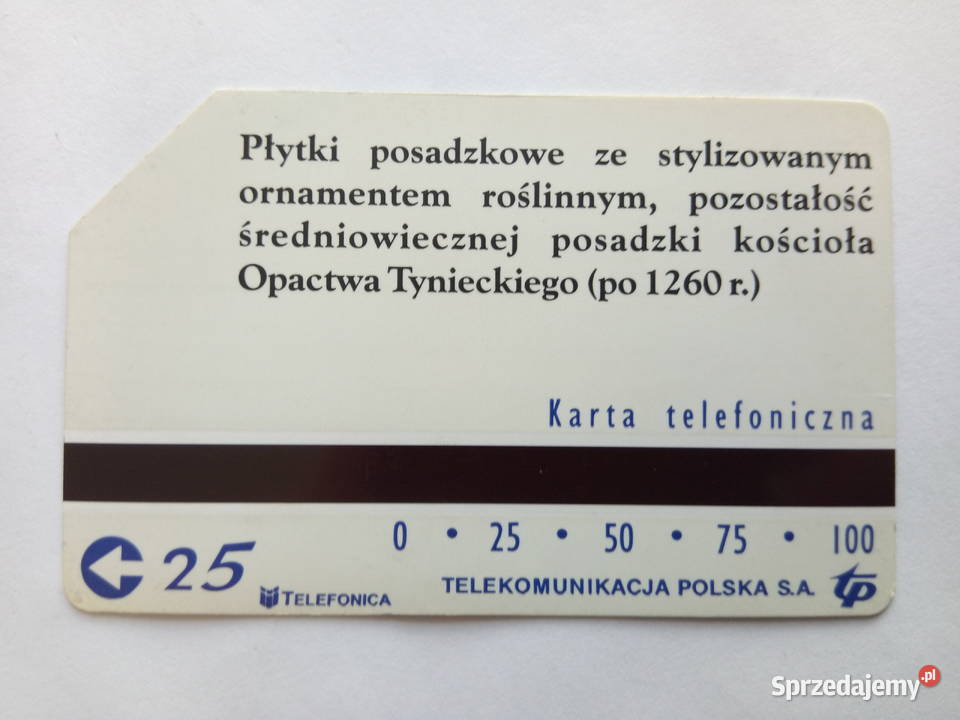 Płytki posadzkowe ze stylizowanym
ornamentem roślinnym, pozostałość
średniowiecznej posadzki kościoła
Opactwa Tynieckiego (po 1260 r.)
Karta telefoniczna
0 • 25 • 50 • 75 • 100
25
TELEFONICA
TELEKOMUNIKACJA POLSKA S.A. tp
Sprzedajemy.pl